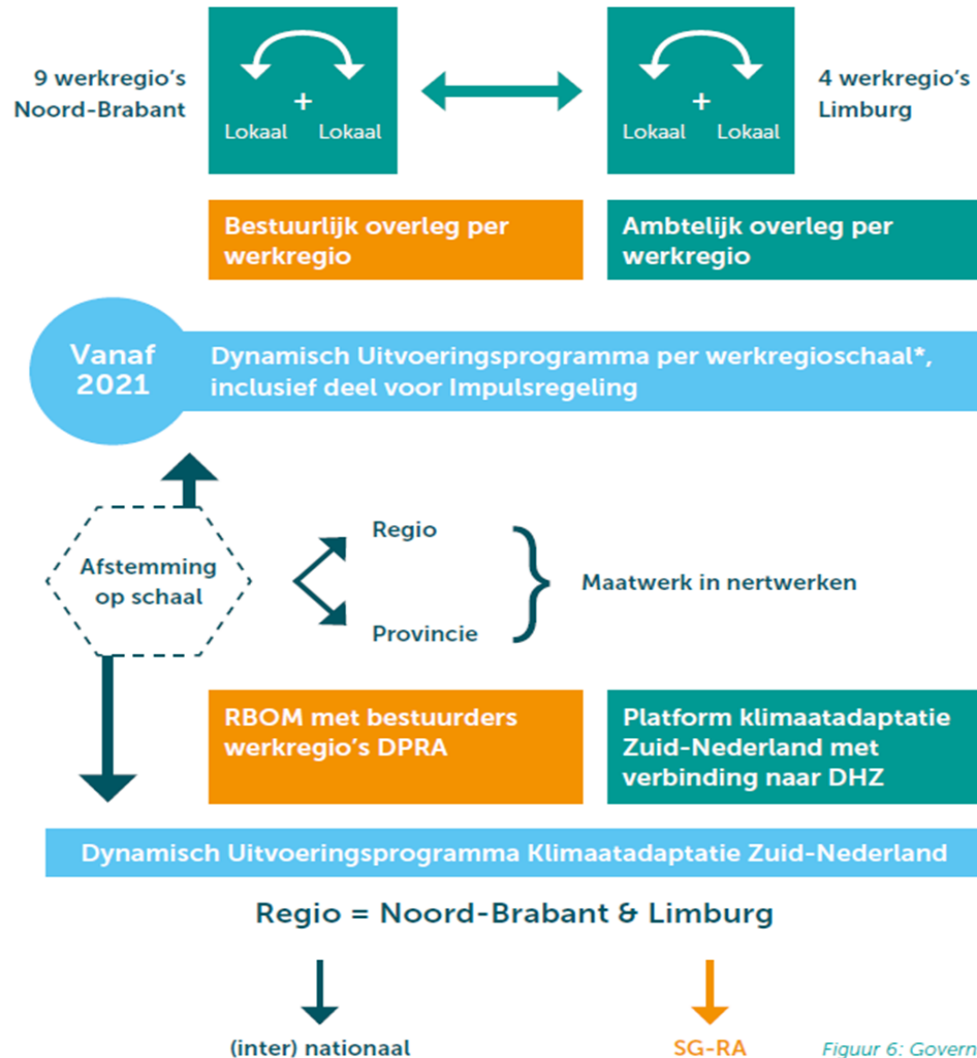 9 werkregio's
Noord-Brabant
+
Lokaal Lokaal
+
Lokaal Lokaal
4 werkregio's
Limburg
Bestuurlijk overleg per
werkregio
Ambtelijk overleg per
werkregio
Vanaf
2021
Dynamisch Uitvoeringsprogramma per werkregioschaal*,
inclusief deel voor Impulsregeling
Afstemming
op schaal
Regio
Provincie
Maatwerk in nertwerken
RBOM met bestuurders
werkregio's DPRA
Platform klimaatadaptatie
Zuid-Nederland met
verbinding naar DHZ
Dynamisch Uitvoeringsprogramma Klimaatadaptatie Zuid-Nederland
Regio = Noord-Brabant & Limburg
(inter) nationaal
SG-RA
Figuur 6: Govern